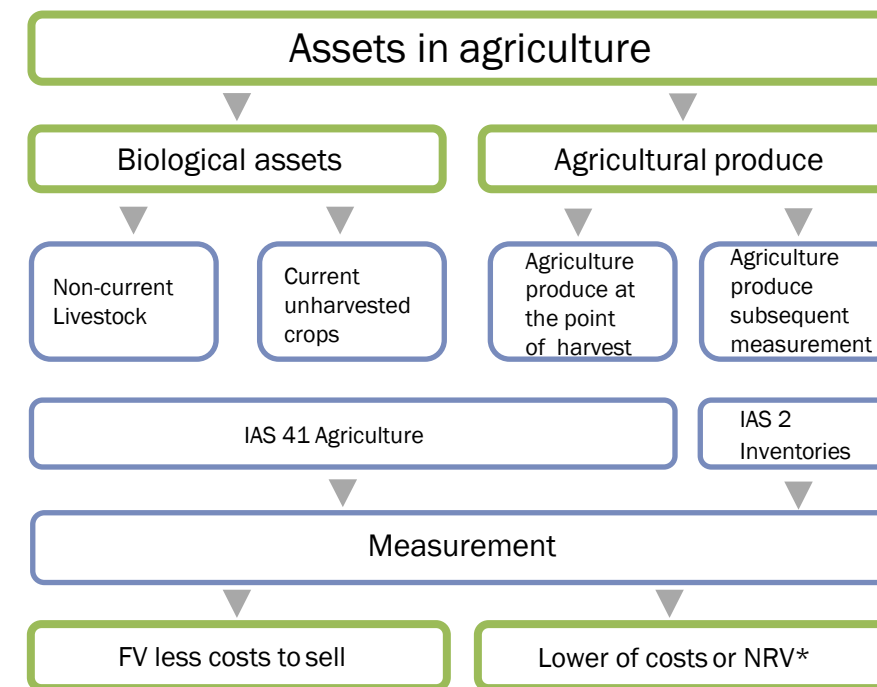 Assets in agriculture
Biological assets
Agricultural produce
Non-current
Livestock
Current
unharvested
crops
Agriculture
produce at
the point
of harvest
Agriculture
produce
subsequent
measurement
IAS 41 Agriculture
IAS 2
Inventories
Measurement
FV less costs to sell
Lower of costs or NRV*